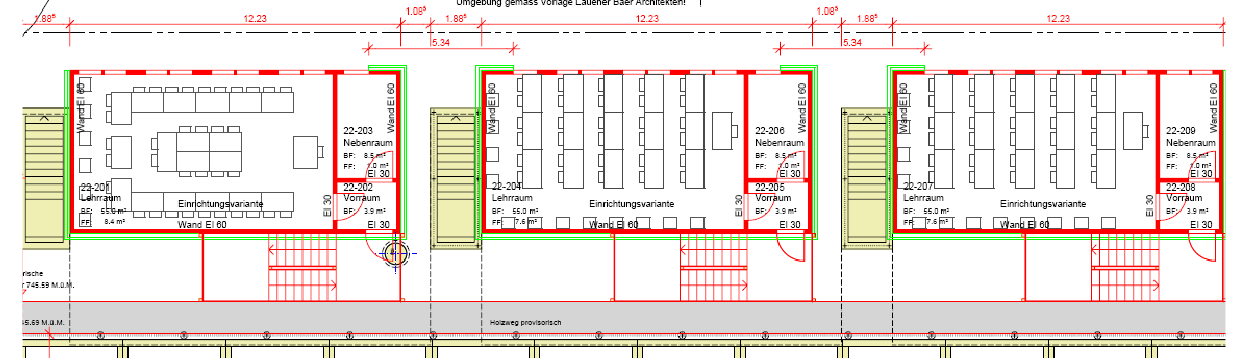 Umgebung gemäss Vorlage Lauener Baer Architekten!
1.88⁵ 12.23 1.08⁵ 1.88⁵ 12.23 1.08⁵ 1.88⁵ 12.23
5.34 5.34
Wand EI 60
Wand EI 60
22-203
Nebenraum
BF: 8.5 m²
FF: 1.0 m²
EI 30
22-201
Lehrraum
BF: 55.0 m²
FF: 8.4 m²
Einrichtungsvariante
Wand EI 60
EI 30
22-202
Vorraum
BF: 3.9 m²
EI 30
Wand EI 60
Wand EI 60
22-206
Nebenraum
BF: 8.5 m²
FF: 1.0 m²
EI 30
22-204
Lehrraum
BF: 55.0 m²
FF: 7.6 m²
Einrichtungsvariante
Wand EI 60
EI 30
22-205
Vorraum
BF: 3.9 m²
EI 30
Wand EI 60
Wand EI 60
22-209
Nebenraum
BF: 8.5 m²
FF: 1.0 m²
EI 30
22-207
Lehrraum
BF: 55.0 m²
FF: 7.6 m²
Einrichtungsvariante
Wand EI 60
EI 30
22-208
Vorraum
BF: 3.9 m²
EI 30
rische
745.59 M.ü.M.
45.69 M.ü.M.
Holzweg provisorisch